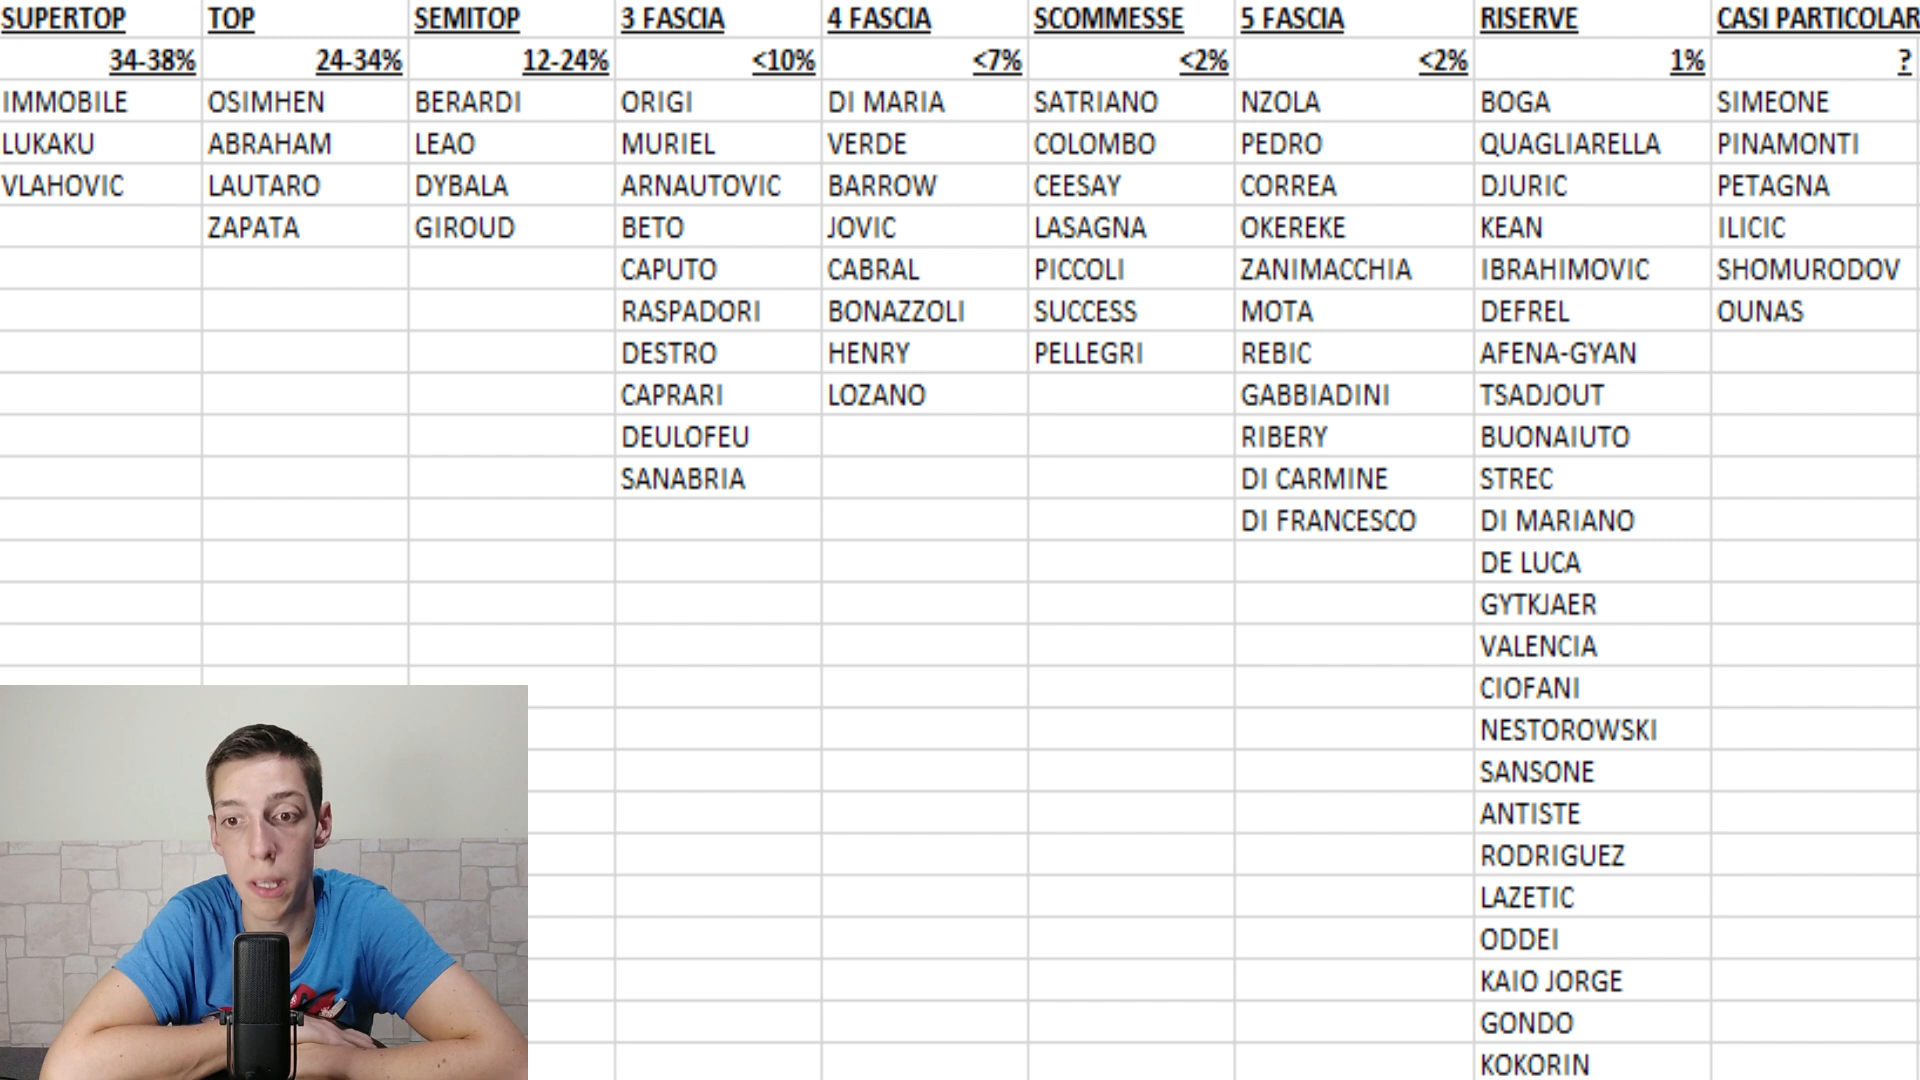 SUPERTOP TOP SEMITOP 3 FASCIA 4 FASCIA SCOMMESSE 5 FASCIA RISERVE CASI PARTICOLAR
34-38% 24-34% 12-24% <10% <7% <2% <2% 1% ?
IMMOBILE OSIMHEN BERARDI ORIGI DI MARIA SATRIANO NZOLA BOGA SIMEONE
LUKAKU ABRAHAM LEAO MURIEL VERDE COLOMBO PEDRO QUAGLIARELLA PINAMONTI
VLAHOVIC LAUTARO DYBALA ARNAUTOVIC BARROW CEESAY CORREA DJURIC PETAGNA
ZAPATA GIROUD BETO JOVIC LASAGNA OKEREKE KEAN ILICIC
CAPUTO CABRAL PICCOLI ZANIMACCHIA IBRAHIMOVIC SHOMURODOV
RASPADORI BONAZZOLI SUCCESS MOTA DEFREL OUNAS
DESTRO HENRY PELLEGRI REBIC AFENA-GYAN
CAPRARI LOZANO GABBIADINI TSADJOUT
DEULOFEU RIBERY BUONAIUTO
SANABRIA DI CARMINE STREC
DI FRANCESCO DI MARIANO
DE LUCA
GYTKJAER
VALENCIA
CIOFANI
NESTOROWSKI
SANSONE
ANTISTE
RODRIGUEZ
LAZETIC
ODDEI
KAIO JORGE
GONDO
KOKORIN